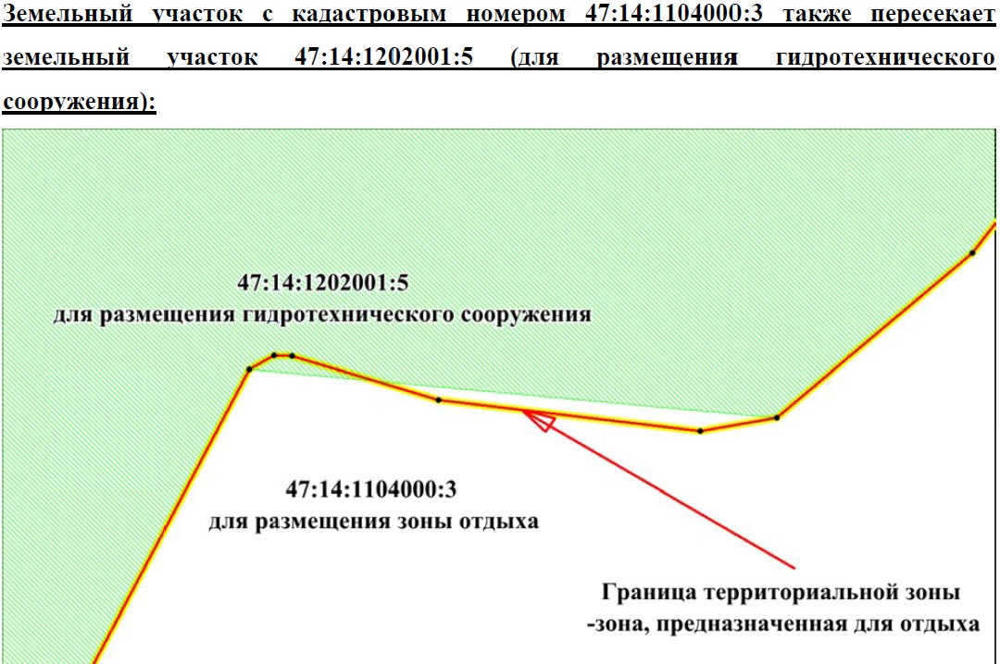 Земельный участок с кадастровым номером 47:14:1104000:3 также пересекает
земельный участок 47:14:1202001:5 (для размещения гидротехнического
сооружения):
47:14:1202001:5
для размещения гидротехнического сооружения
47:14:1104000:3
для размещения зоны отдыха
Граница территориальной зоны
-зона, предназначенная для отдыха